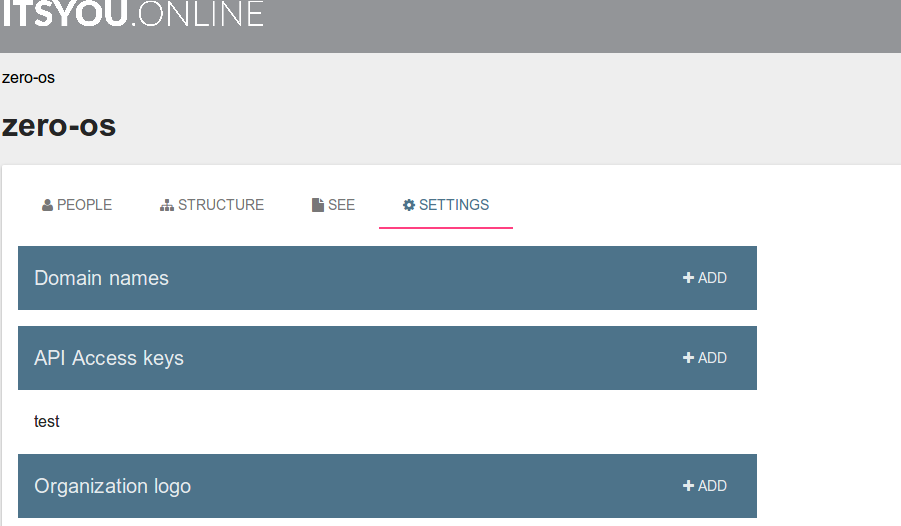 ITSYOU.ONLINE
zero-os
zero-os
PEOPLE STRUCTURE SEE SETTINGS
Domain names ADD
API Access keys ADD
test
Organization logo ADD